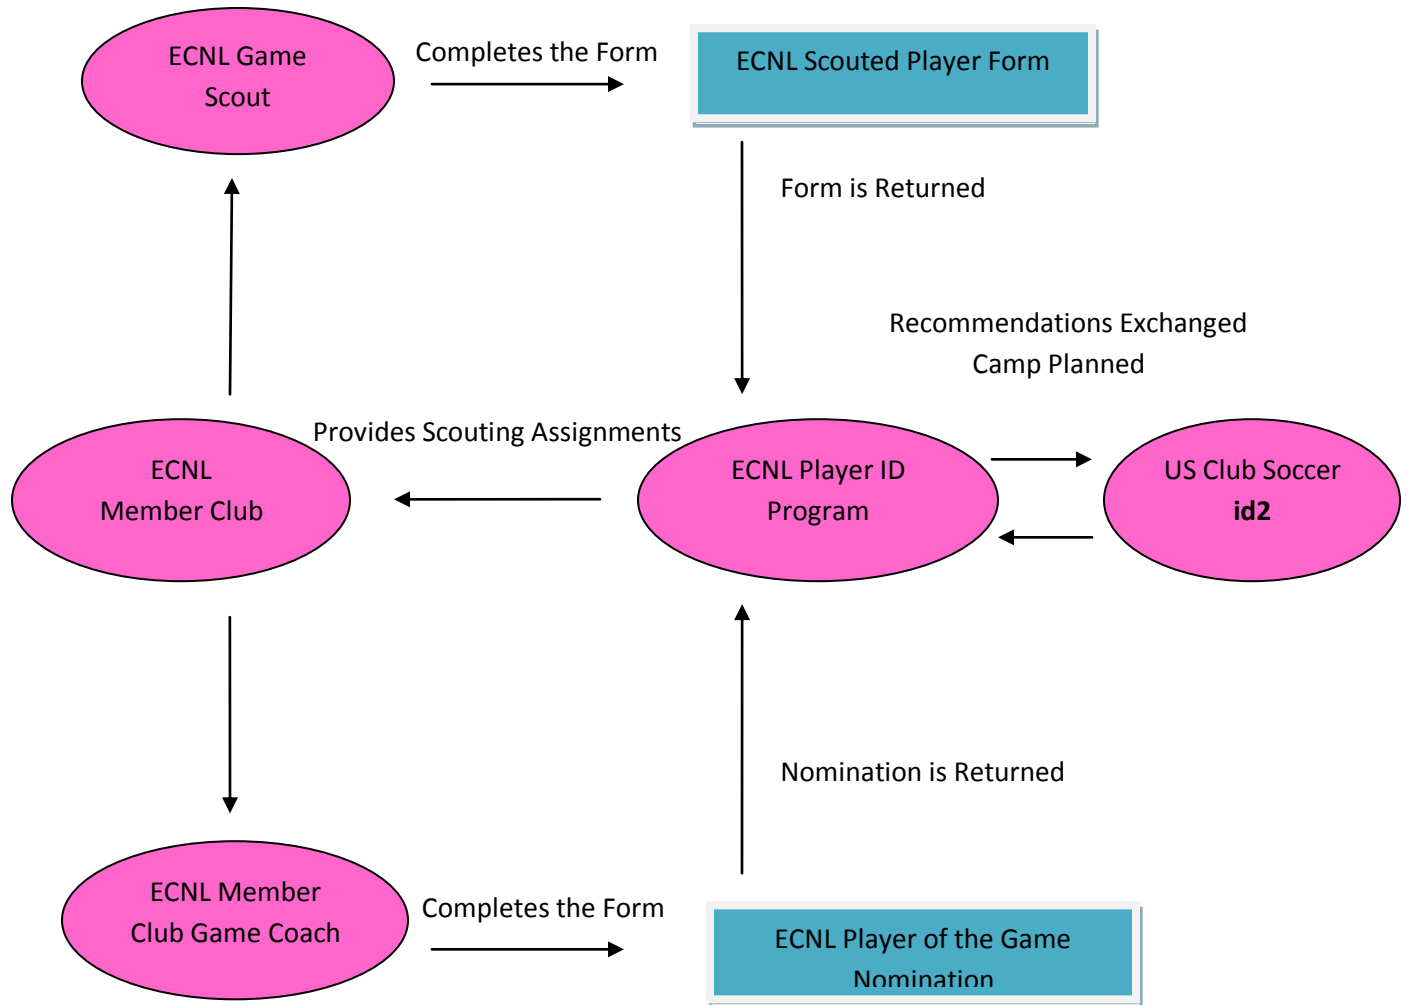 ECNL Game
Scout
Completes the Form
ECNL Scouted Player Form
Form is Returned
Recommendations Exchanged
Camp Planned
Provides Scouting Assignments
ECNL
Member Club
ECNL Player ID
Program
US Club Soccer
id2
Nomination is Returned
ECNL Member
Club Game Coach
Completes the Form
ECNL Player of the Game
Nomination